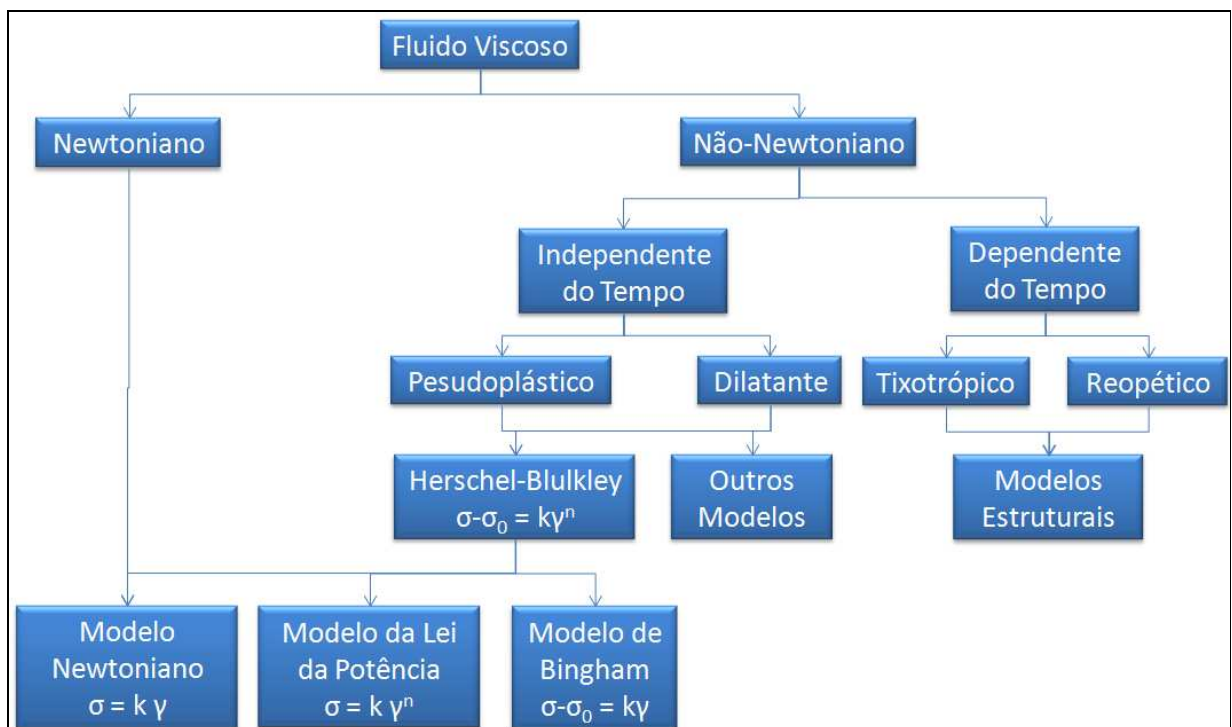 Fluido Viscoso
Newtoniano
Não-Newtoniano
Independente
do Tempo
Dependente
do Tempo
Pesudoplástico
Dilatante
Tixotrópico
Reopético
Herschel-Blulkley
σ-σ₀ = kγⁿ
Outros
Modelos
Modelos
Estruturais
Modelo
Newtoniano
σ = k γ
Modelo da Lei
da Potência
σ = k γⁿ
Modelo de
Bingham
σ-σ₀ = kγ